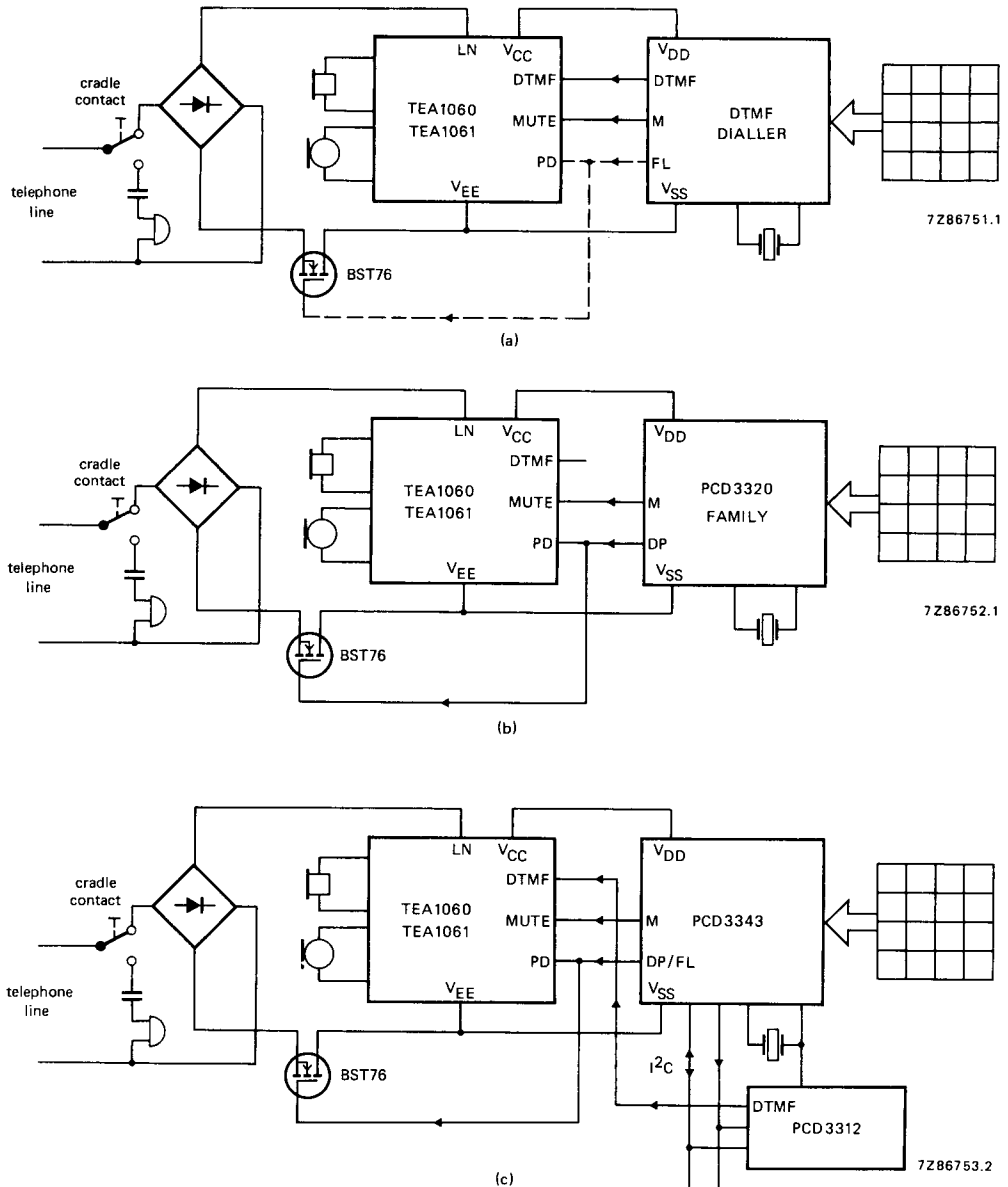 LN
VCC
VDD
DTMF
DTMF
cradle
contact
TEA1060
TEA1061
DTMF
DIALLER
MUTE
M
PD
FL
telephone
line
VEE
VSS
7Z86751.1
BST76
(a)
LN
VCC
VDD
DTMF
cradle
contact
TEA1060
TEA1061
PCD3320
FAMILY
MUTE
M
PD
DP
telephone
line
VEE
VSS
7Z86752.1
BST76
(b)
LN
VCC
VDD
DTMF
cradle
contact
TEA1060
TEA1061
PCD3343
MUTE
M
PD
DP/FL
telephone
line
VEE
VSS
BST76
I²C
DTMF
PCD3312
7Z86753.2
(c)